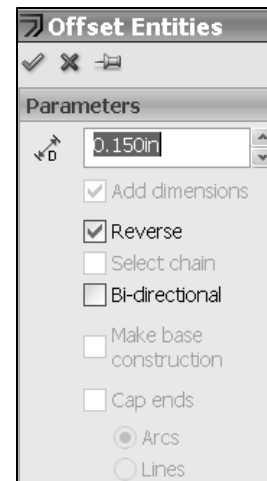 Offset Entities
Parameters
D
0.150in
Add dimensions
Reverse
Select chain
Bi-directional
Make base
construction
Cap ends
Arcs
Lines